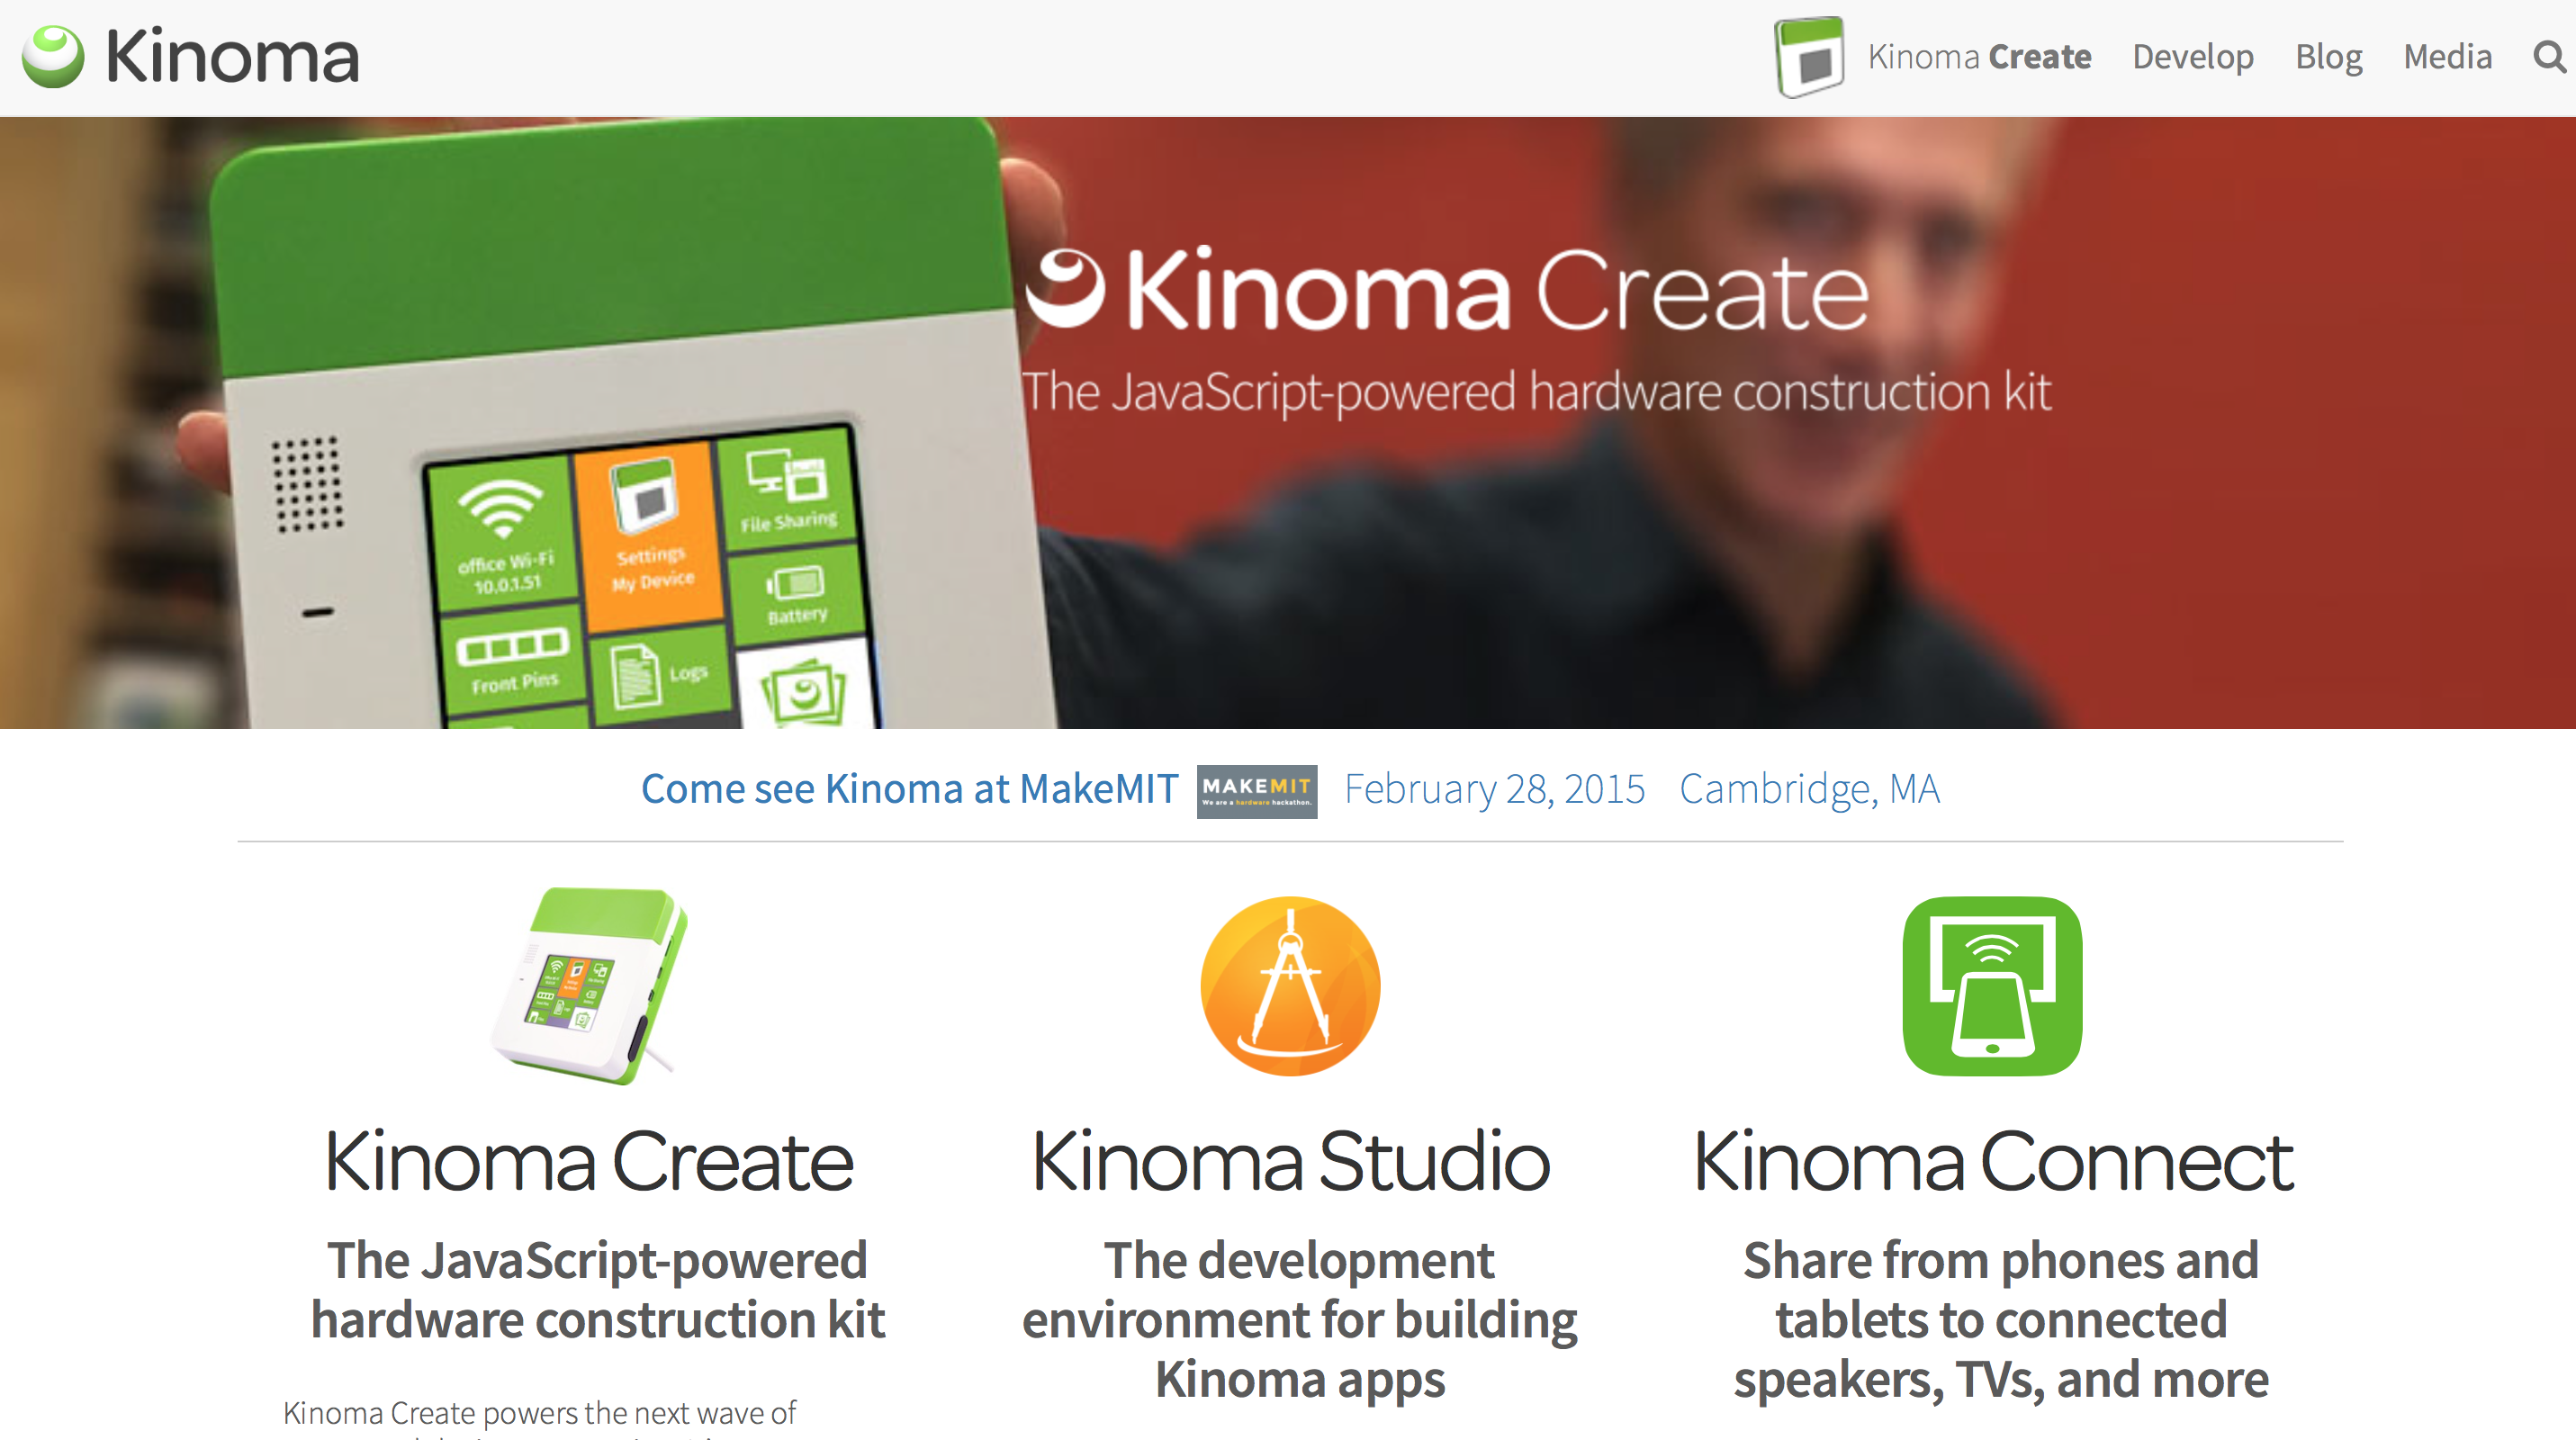 Kinoma
Kinoma Create Develop Blog Media
Kinoma Create
The JavaScript-powered hardware construction kit
office Wi-Fi
10.0.1.51
Settings
My Device
File Sharing
Battery
Front Pins
Logs
Come see Kinoma at MakeMIT MAKEMIT February 28, 2015 Cambridge, MA
We are a hardware hackathon.
Kinoma Create
The JavaScript-powered
hardware construction kit
Kinoma Create powers the next wave of
Kinoma Studio
The development
environment for building
Kinoma apps
Kinoma Connect
Share from phones and
tablets to connected
speakers, TVs, and more